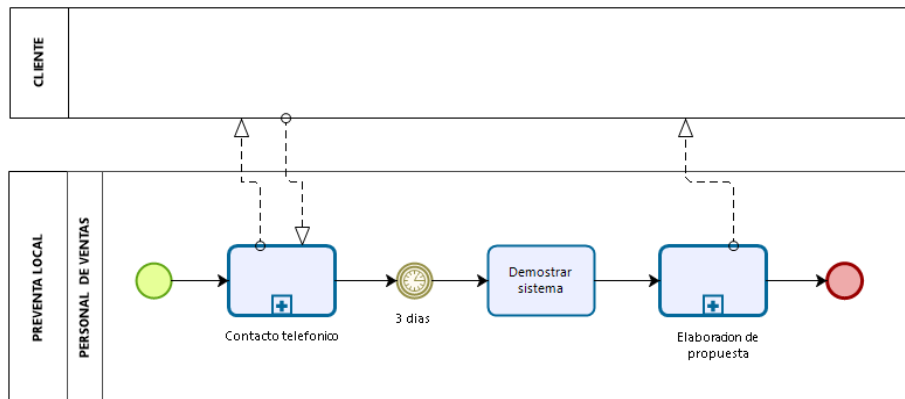 CLIENTE
PREVENTA LOCAL
PERSONAL DE VENTAS
Contacto telefonico
3 dias
Demostrar
sistema
Elaboracion de
propuesta